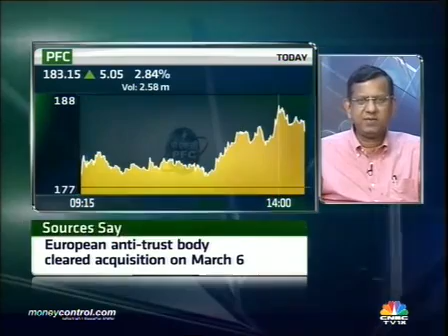 PFC
TODAY
183.15 5.05 2.84%
Vol: 2.58 m
188
PFC
177
09:15 14:00
Sources Say
European anti-trust body
cleared acquisition on March 6
moneycontrol.com
CNBC
TV18